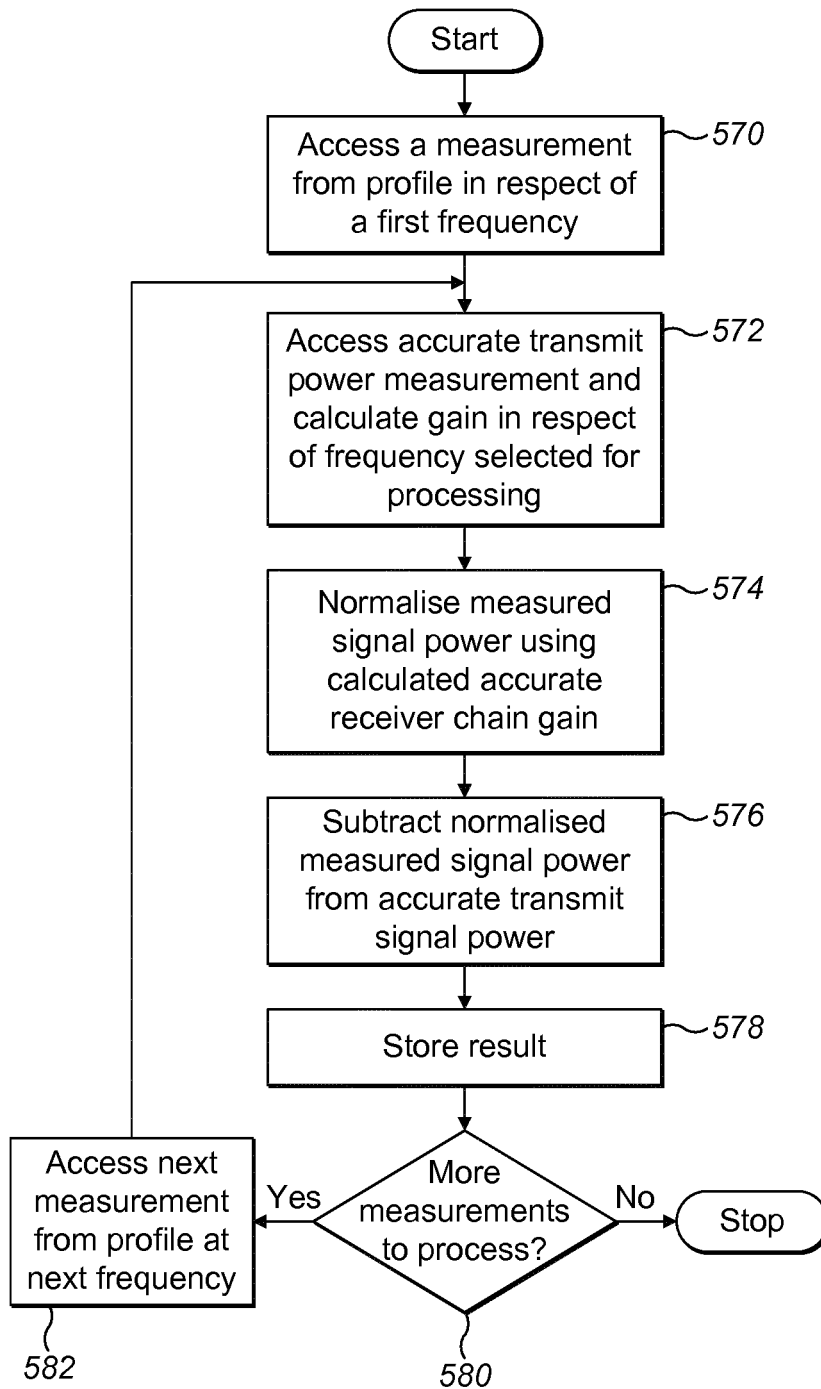 Start
Access a measurement
from profile in respect of
a first frequency
570
Access accurate transmit
power measurement and
calculate gain in respect
of frequency selected for
processing
572
Normalise measured
signal power using
calculated accurate
receiver chain gain
574
Subtract normalised
measured signal power
from accurate transmit
signal power
576
Store result
578
More
measurements
to process?
580
Yes
No
Stop
Access next
measurement
from profile at
next frequency
582